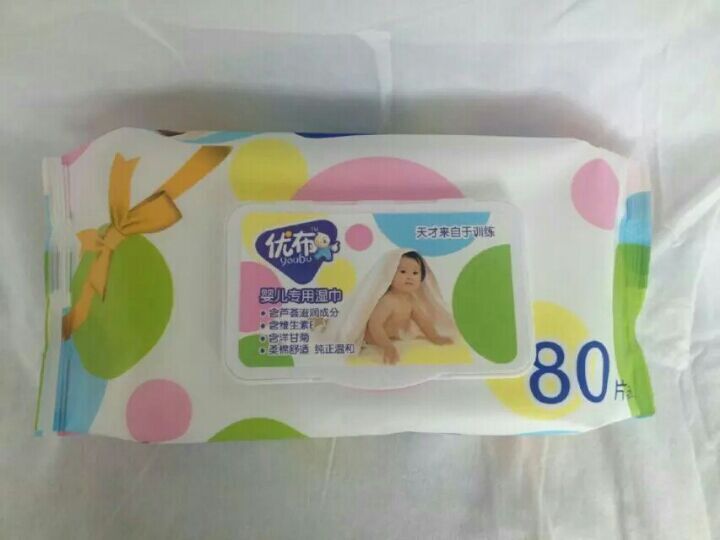 天才来自于训练
优布™
youbu
婴儿专用湿巾
• 含芦荟滋润成分
• 含维生素E
• 含洋甘菊
• 柔棉舒适 纯正温和
80片